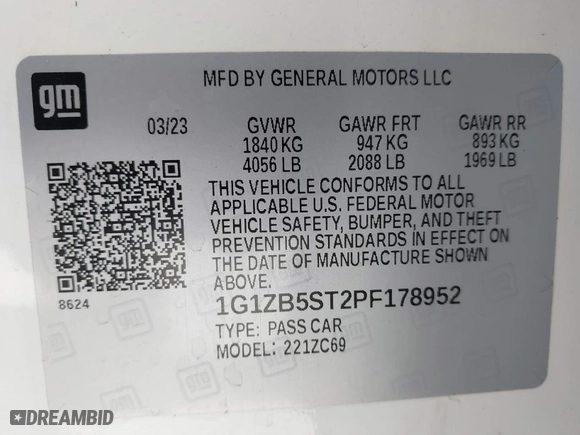 gm
MFD BY GENERAL MOTORS LLC
03/23 GVWR GAWR FRT GAWR RR
1840 KG 947 KG 893 KG
4056 LB 2088 LB 1969 LB
THIS VEHICLE CONFORMS TO ALL
APPLICABLE U.S. FEDERAL MOTOR
VEHICLE SAFETY, BUMPER, AND THEFT
PREVENTION STANDARDS IN EFFECT ON
THE DATE OF MANUFACTURE SHOWN
ABOVE.
8624
1G1ZB5ST2PF178952
TYPE: PASS CAR
MODEL: 221ZC69
DREAMBID